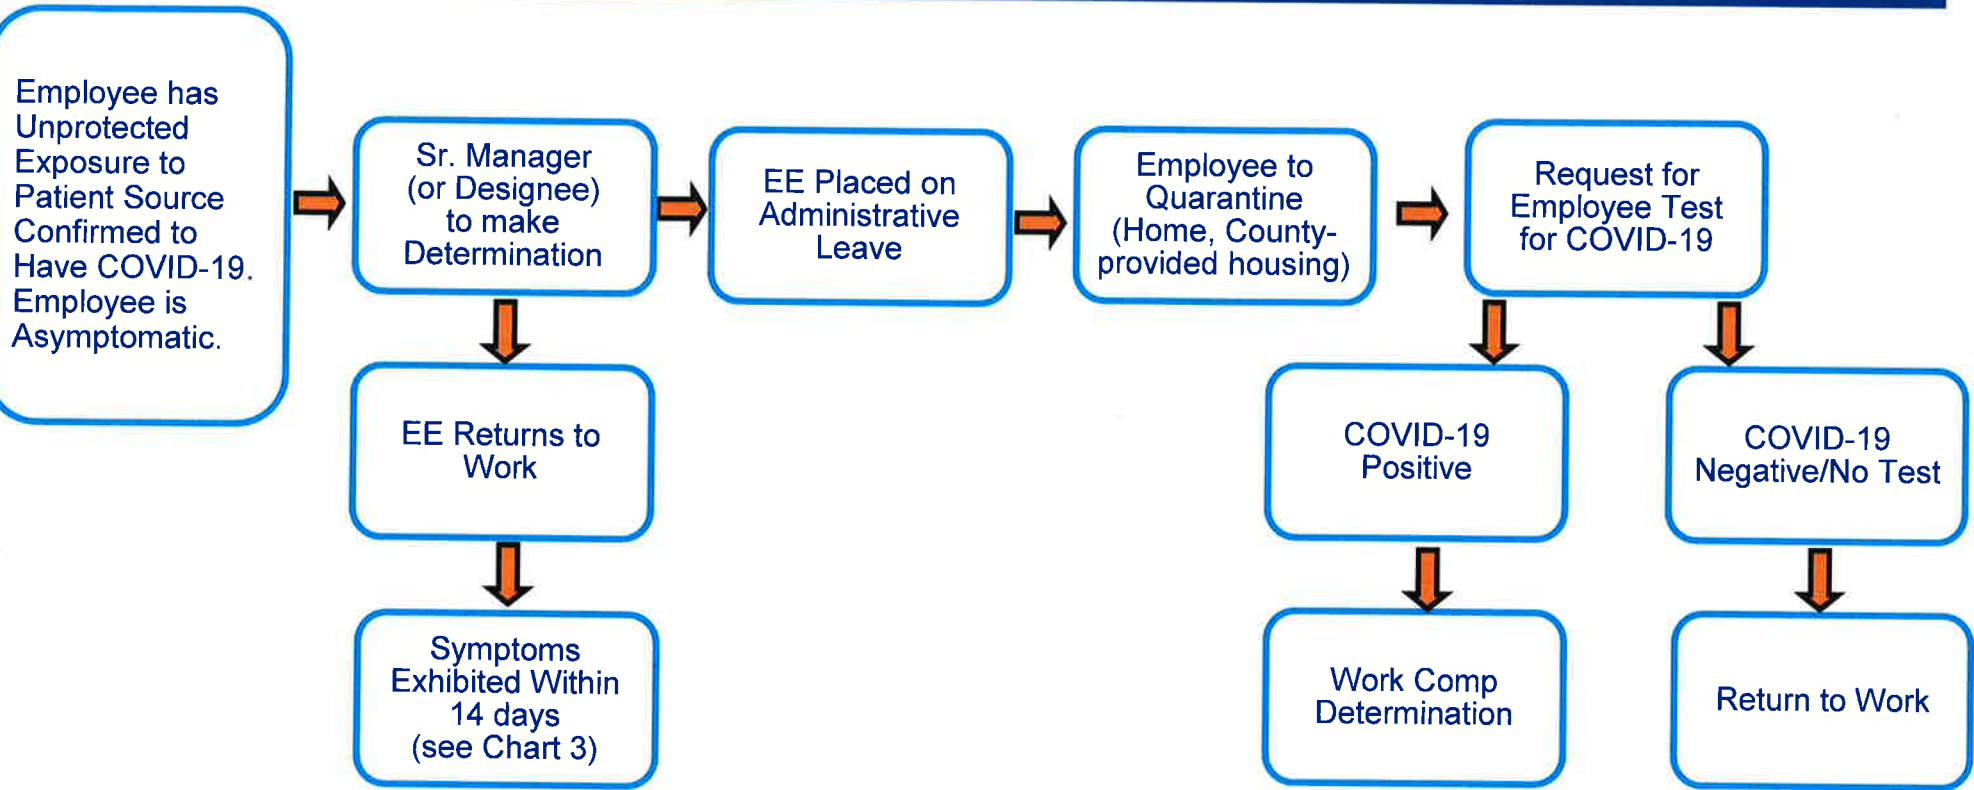 Employee has
Unprotected
Exposure to
Patient Source
Confirmed to
Have COVID-19.
Employee is
Asymptomatic.
Sr. Manager
(or Designee)
to make
Determination
EE Placed on
Administrative
Leave
Employee to
Quarantine
(Home, County-
provided housing)
Request for
Employee Test
for COVID-19
EE Returns to
Work
COVID-19
Positive
COVID-19
Negative/No Test
Symptoms
Exhibited Within
14 days
(see Chart 3)
Work Comp
Determination
Return to Work